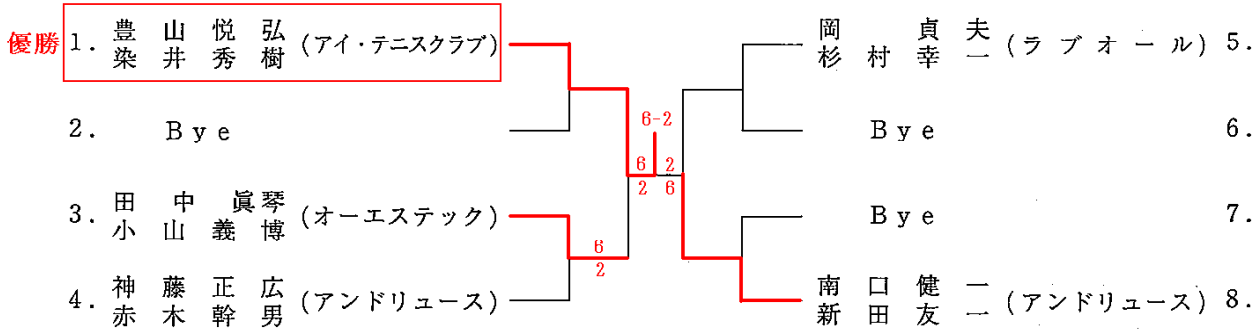 優勝 1. 豊山悦弘
染井秀樹 (アイ・テニスクラブ)
2. Bye
3. 田中眞琴
小山義博 (オーエステック)
4. 神藤正広
赤木幹男 (アンドリュース)
6
2
6
2
6-2
2
6
岡貞夫
杉村幸一 (ラブオール) 5.
Bye 6.
Bye 7.
南口健一
新田友一 (アンドリュース) 8.